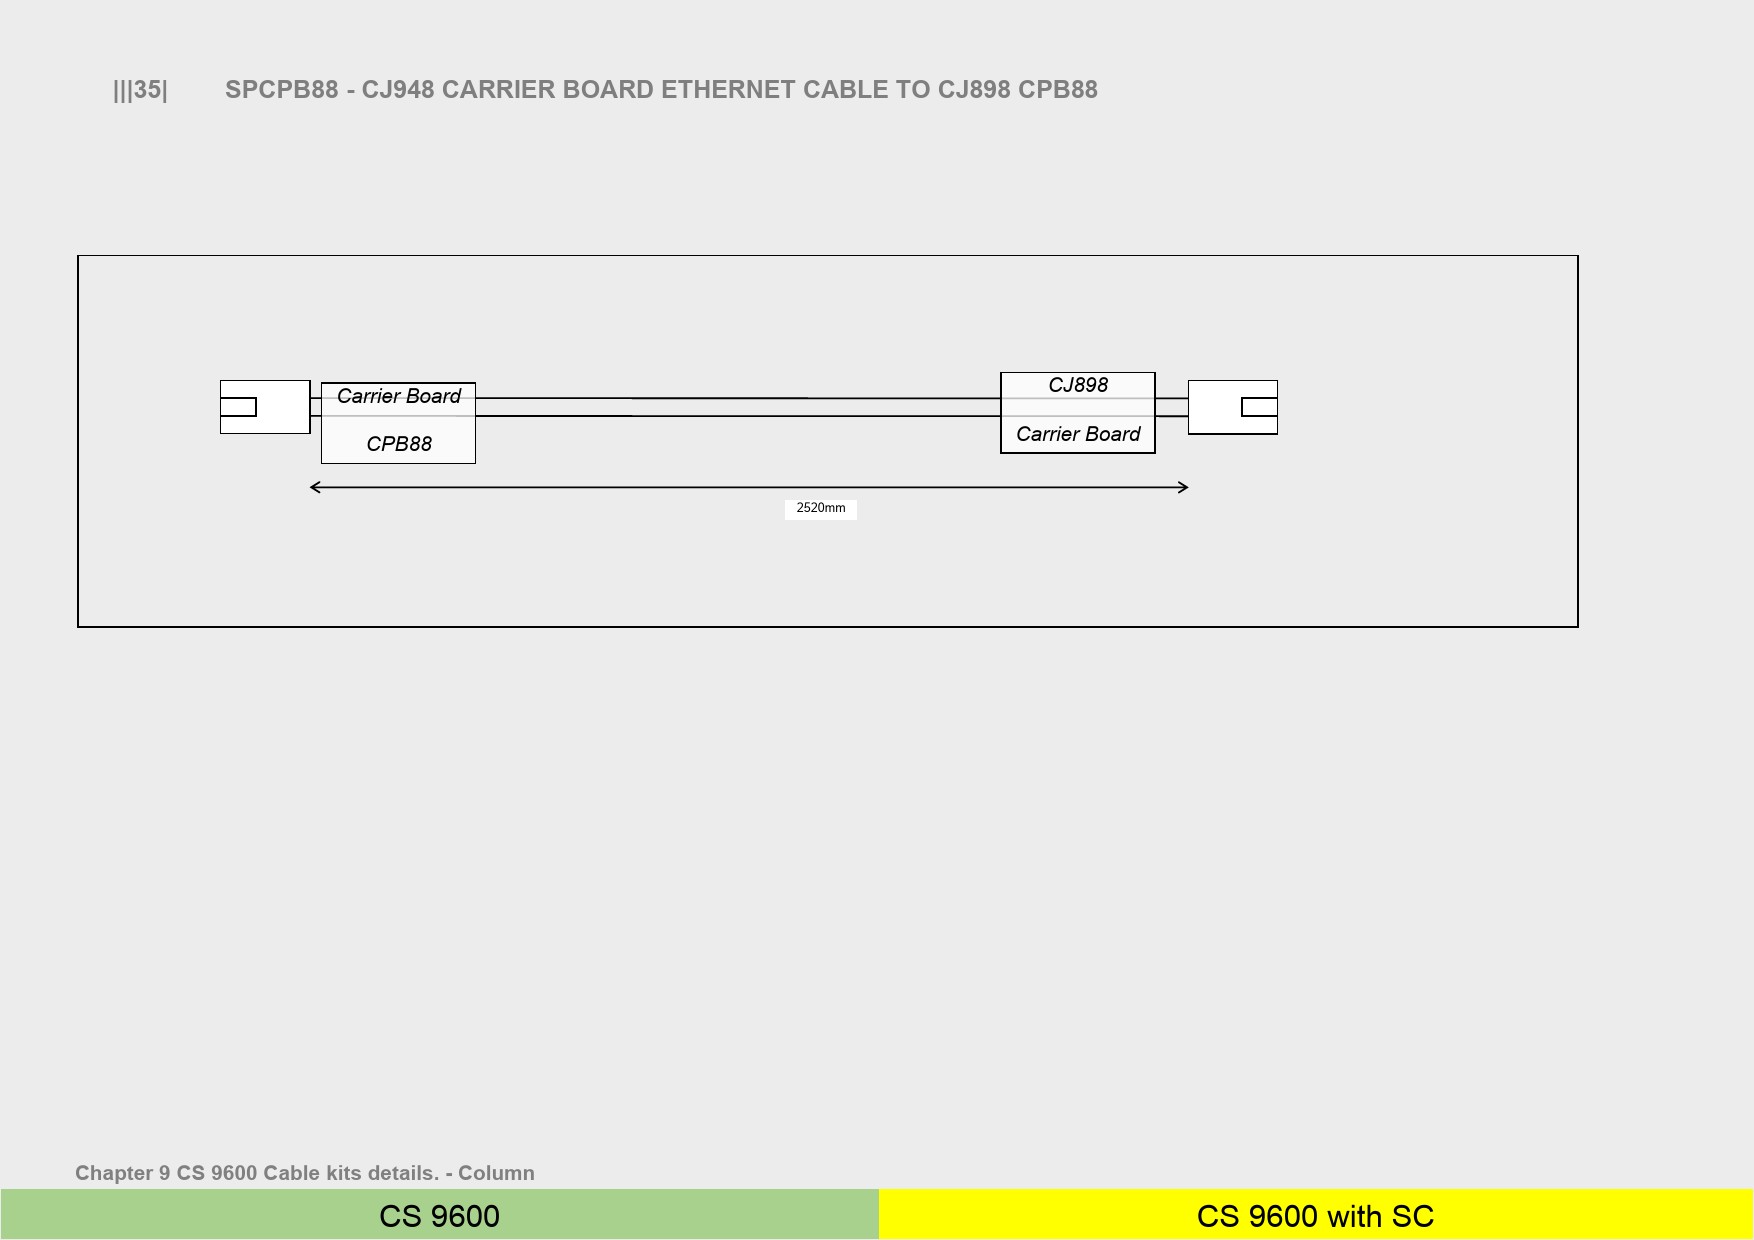 |||35| SPCPB88 - CJ948 CARRIER BOARD ETHERNET CABLE TO CJ898 CPB88
Carrier Board
CPB88
CJ898
Carrier Board
2520mm
Chapter 9 CS 9600 Cable kits details. - Column
CS 9600
CS 9600 with SC